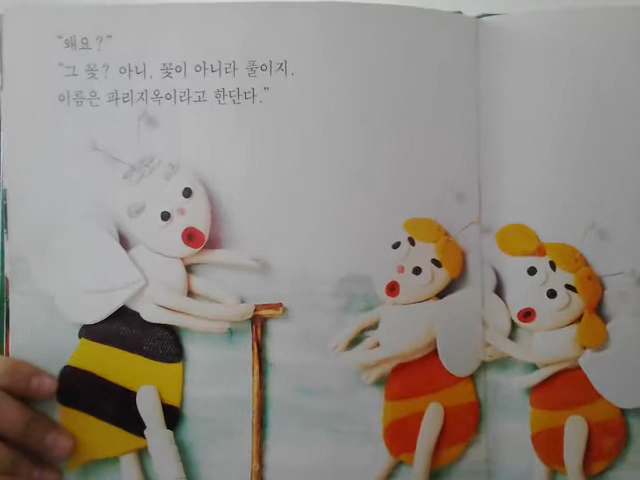 "왜요?"
"그 꽃? 아니, 꽃이 아니라 풀이지.
이름은 파리지옥이라고 한단다."